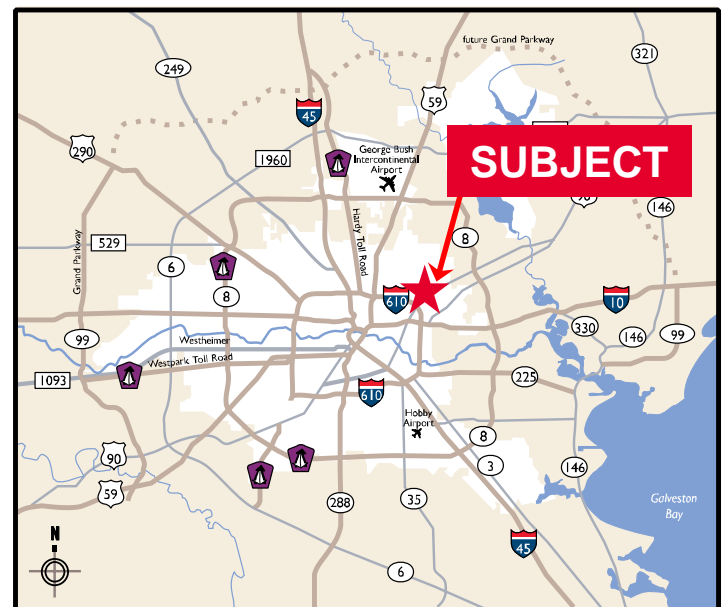 future Grand Parkway
321
249
59
45
290
1960
George Bush
Intercontinental
Airport
SUBJECT
90
146
Hardy Toll Road
529
Grand Parkway
6
8
8
610
10
99
Westheimer
Westpark Toll Road
330
146
99
1093
610
225
Hobby
Airport
90
8
3
146
59
288
35
Galveston
Bay
N
45
6